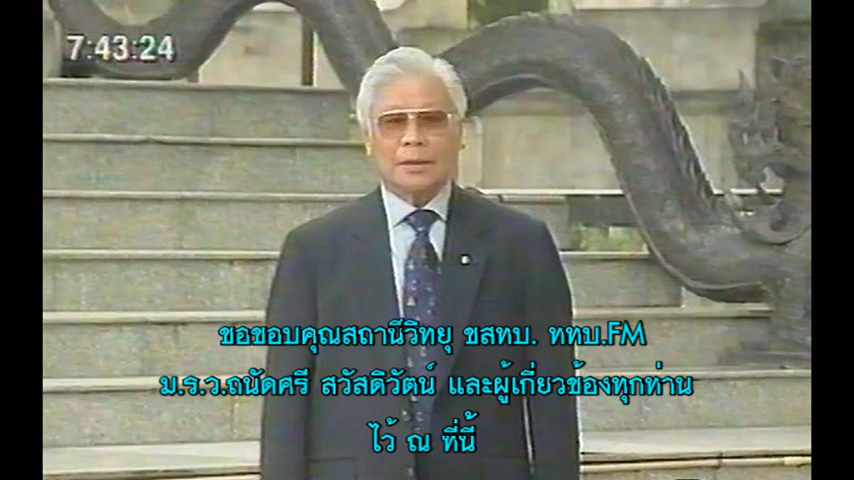 7:43:24
ขอขอบคุณสถานีวิทยุ ขสทบ. ททบ.FM
ม.ร.ว.ถนัดศรี สวัสดิวัตน์ และผู้เกี่ยวข้องทุกท่าน
ไว้ ณ ที่นี้